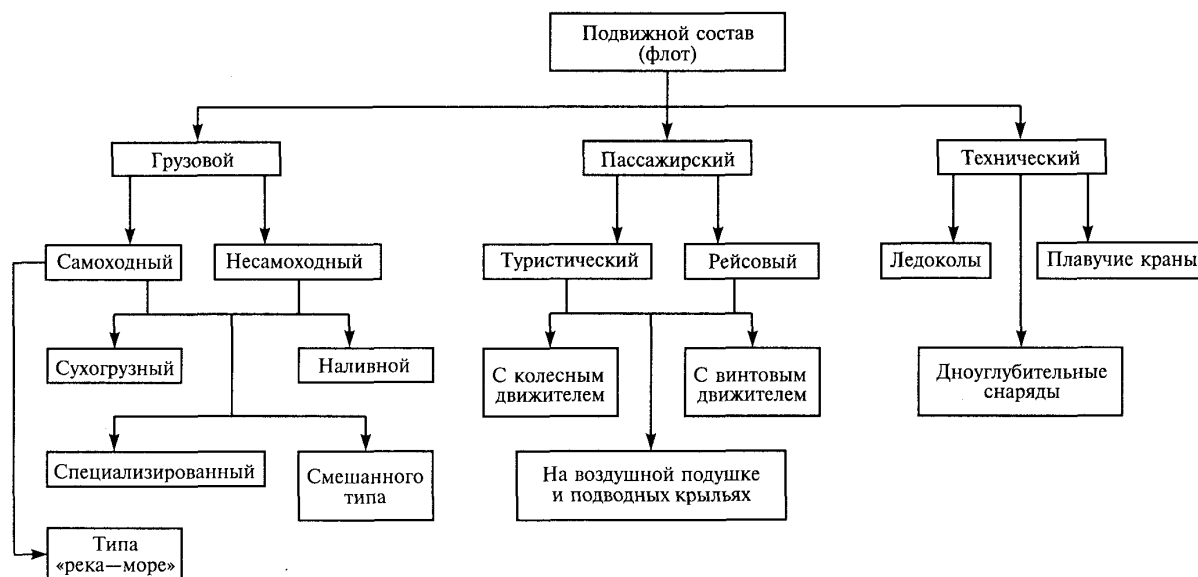 Подвижной состав
(флот)
Грузовой
Пассажирский
Технический
Самоходный
Несамоходный
Туристический
Рейсовый
Ледоколы
Плавучие краны
Сухогрузный
Наливной
С колесным
движителем
С винтовым
движителем
Дноуглубительные
снаряды
Специализированный
Смешанного
типа
На воздушной подушке
и подводных крыльях
Типа
«река—море»